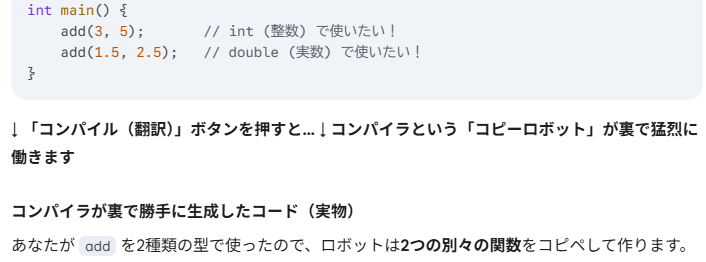 int main() {
    add(3, 5);       // int (整数) で使いたい！
    add(1.5, 2.5);   // double (実数) で使いたい！
}
↓「コンパイル（翻訳）」ボタンを押すと… ↓ コンパイラという「コピーロボット」が裏で猛烈に
働きます
コンパイラが裏で勝手に生成したコード（実物）
あなたが add を2種類の型で使ったので、ロボットは2つの別々の関数をコピペして作ります。